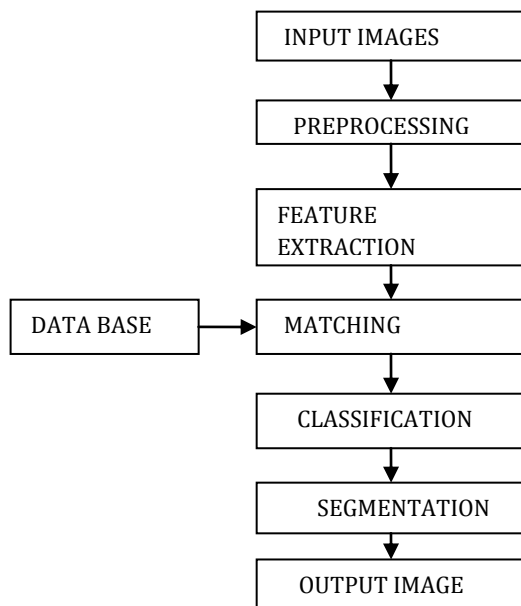 INPUT IMAGES
PREPROCESSING
FEATURE
EXTRACTION
DATA BASE
MATCHING
CLASSIFICATION
SEGMENTATION
OUTPUT IMAGE